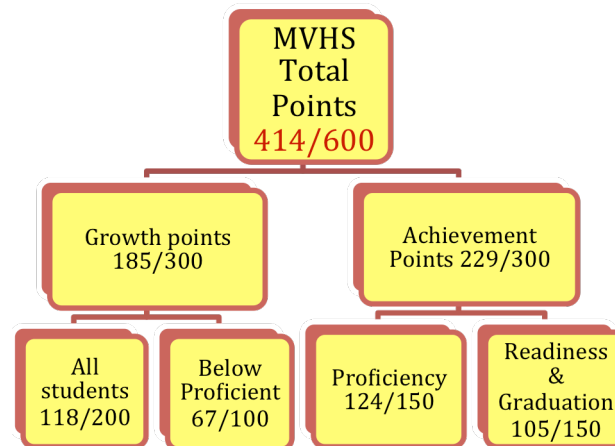 MVHS
Total
Points
414/600
Growth points
185/300
Achievement
Points 229/300
All
students
118/200
Below
Proficient
67/100
Proficiency
124/150
Readiness
&
Graduation
105/150